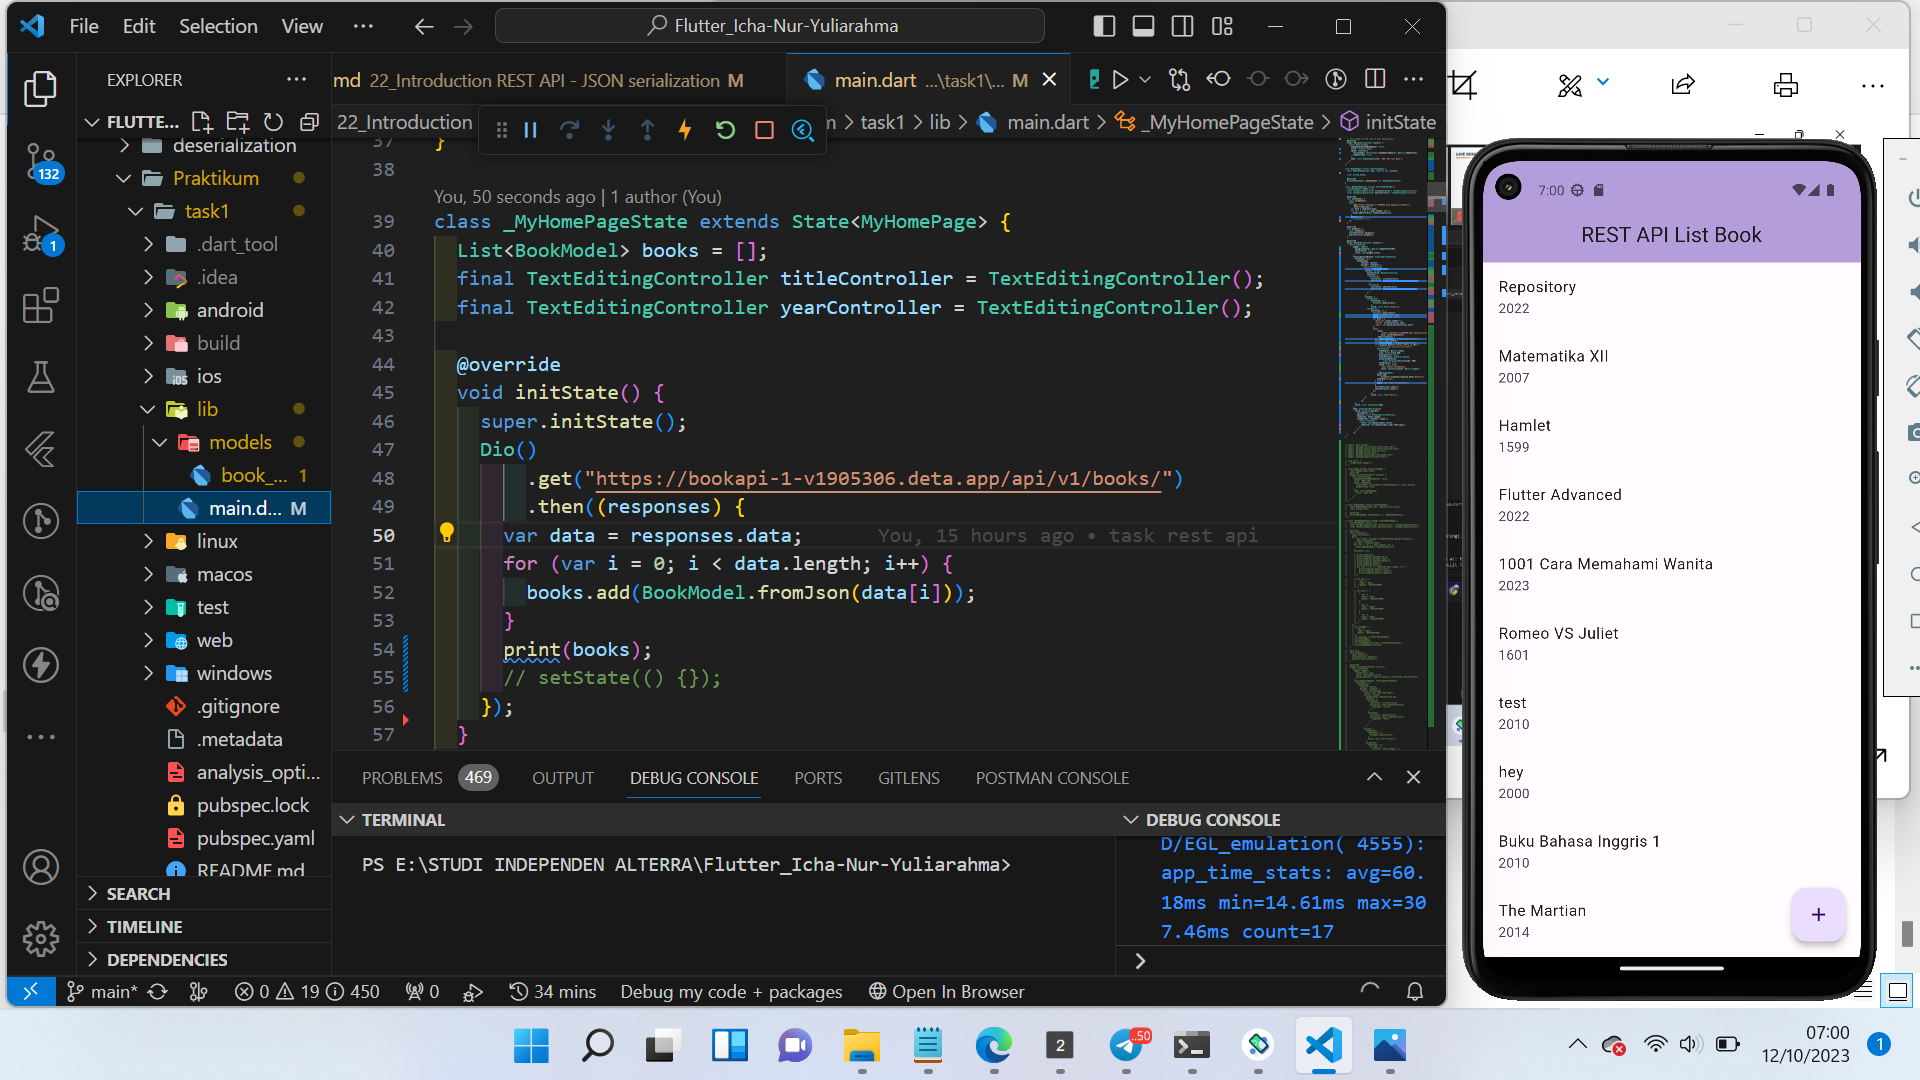 File Edit Selection View
Flutter_Icha-Nur-Yuliarahma
EXPLORER
FLUTTE...
deserialization
Praktikum
task1
.dart_tool
.idea
android
build
ios
lib
models
book_... 1
main.d... M
linux
macos
test
web
windows
.gitignore
.metadata
analysis_opti...
pubspec.lock
pubspec.yaml
README.md
SEARCH
TIMELINE
DEPENDENCIES
132
1
md 22_Introduction REST API - JSON serialization M
main.dart ...\task1\... M
22_Introduction
m > task1 > lib > main.dart > _MyHomePageState > initState
37 }
38
You, 50 seconds ago | 1 author (You)
39 class _MyHomePageState extends State<MyHomePage> {
40 List<BookModel> books = [];
41 final TextEditingController titleController = TextEditingController();
42 final TextEditingController yearController = TextEditingController();
43
44 @override
45 void initState() {
46 super.initState();
47 Dio()
48 .get("https://bookapi-1-v1905306.deta.app/api/v1/books/")
49 .then((responses) {
50 var data = responses.data; You, 15 hours ago • task rest api
51 for (var i = 0; i < data.length; i++) {
52 books.add(BookModel.fromJson(data[i]));
53 }
54 print(books);
55 // setState(() {});
56 });
57 }
PROBLEMS 469 OUTPUT DEBUG CONSOLE PORTS GITLENS POSTMAN CONSOLE
TERMINAL
PS E:\STUDI INDEPENDEN ALTERRA\Flutter_Icha-Nur-Yuliarahma>
DEBUG CONSOLE
D/EGL_emulation( 4555):
app_time_stats: avg=60.
18ms min=14.61ms max=30
7.46ms count=17
main* 0 19 450 0 34 mins Debug my code + packages Open In Browser
7:00
REST API List Book
Repository
2022
Matematika XII
2007
Hamlet
1599
Flutter Advanced
2022
1001 Cara Memahami Wanita
2023
Romeo VS Juliet
1601
test
2010
hey
2000
Buku Bahasa Inggris 1
2010
The Martian
2014
+
2
50
07:00
12/10/2023
1